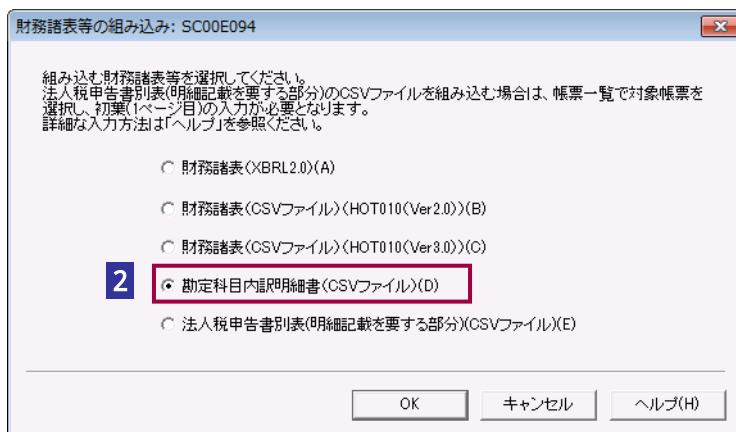 財務諸表等の組み込み: SC00E094
組み込む財務諸表等を選択してください。
法人税申告書別表(明細記載を要する部分)のCSVファイルを組み込む場合は、帳票一覧で対象帳票を
選択し、初葉(1ページ目)の入力が必要となります。
詳細な入力方法は「ヘルプ」を参照ください。
財務諸表(XBRL2.0)(A)
財務諸表(CSVファイル)(HOT010(Ver2.0))(B)
財務諸表(CSVファイル)(HOT010(Ver3.0))(C)
2 勘定科目内訳明細書(CSVファイル)(D)
法人税申告書別表(明細記載を要する部分)(CSVファイル)(E)
OK キャンセル ヘルプ(H)